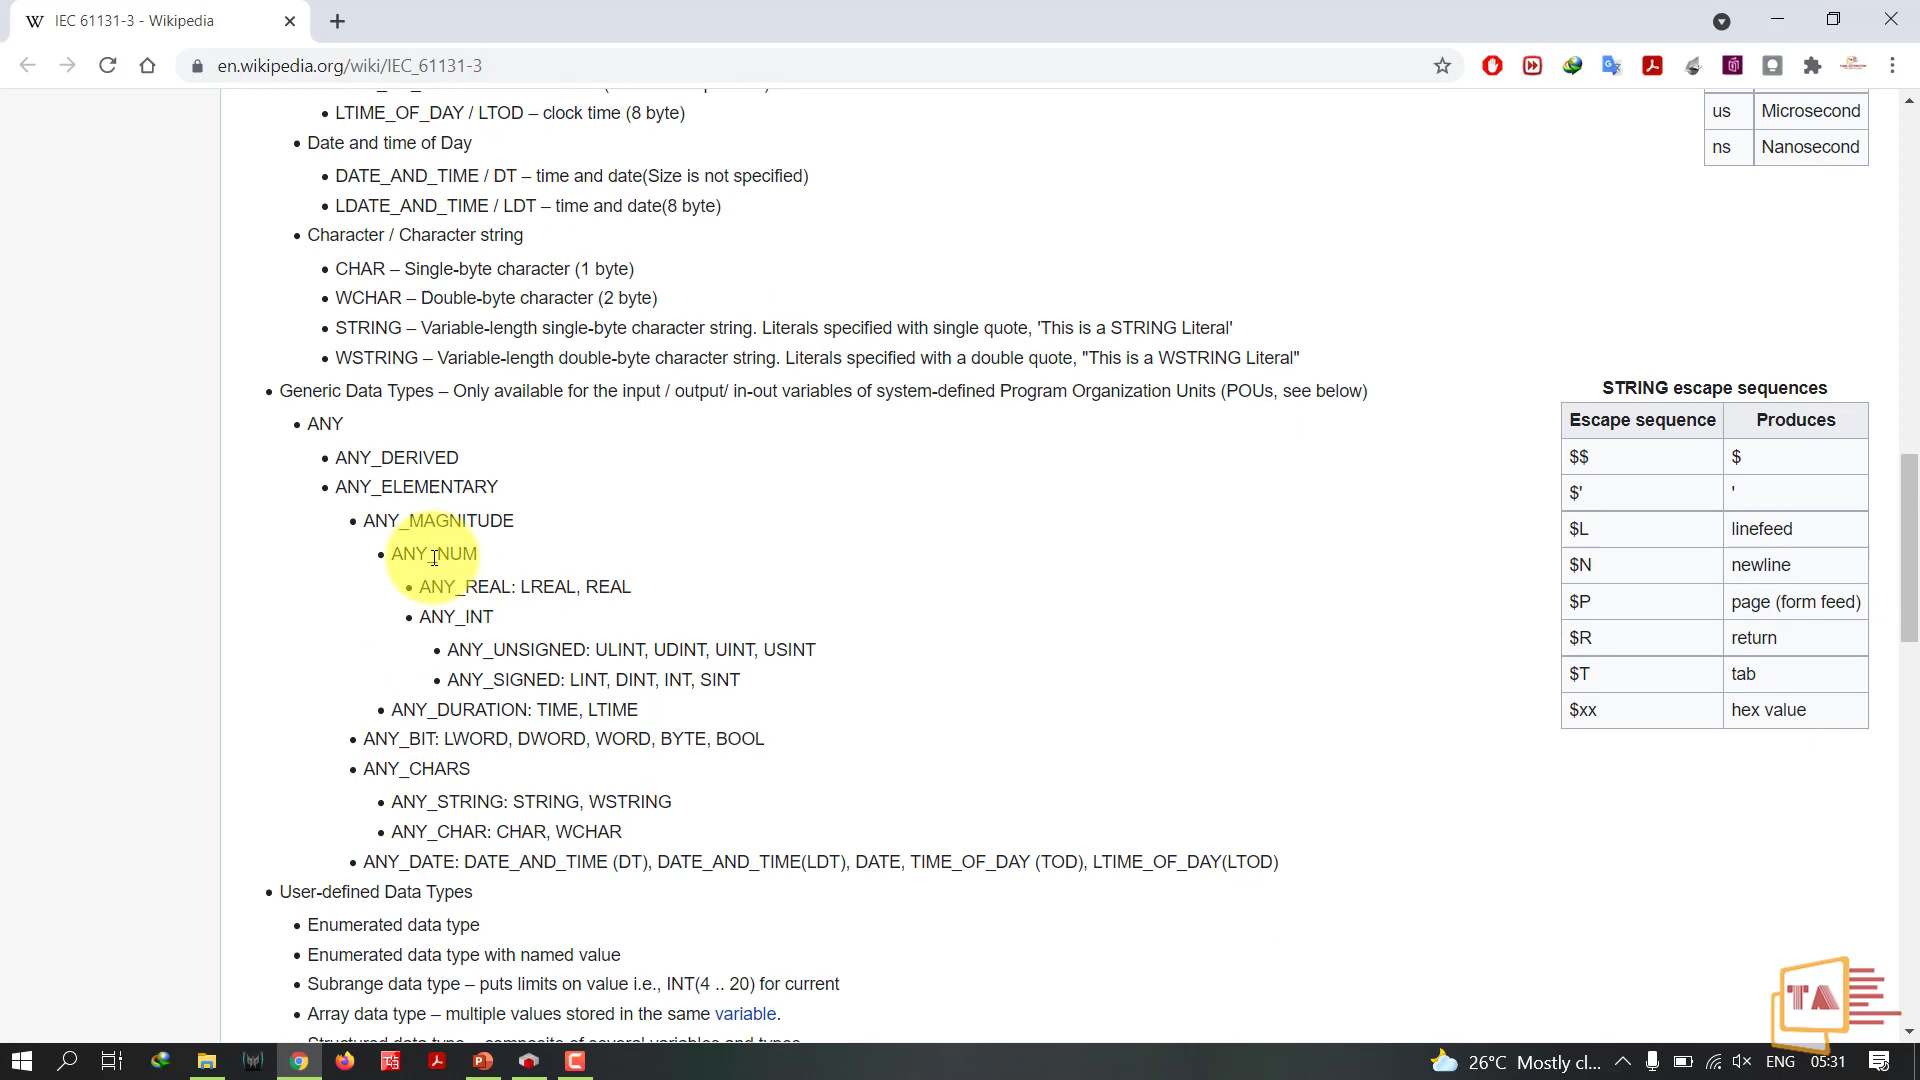 IEC 61131-3 - Wikipedia
en.wikipedia.org/wiki/IEC_61131-3
LTIME_OF_DAY / LTOD – clock time (8 byte)
Date and time of Day
DATE_AND_TIME / DT – time and date(Size is not specified)
LDATE_AND_TIME / LDT – time and date(8 byte)
Character / Character string
CHAR – Single-byte character (1 byte)
WCHAR – Double-byte character (2 byte)
STRING – Variable-length single-byte character string. Literals specified with single quote, 'This is a STRING Literal'
WSTRING – Variable-length double-byte character string. Literals specified with a double quote, "This is a WSTRING Literal"
Generic Data Types – Only available for the input / output/ in-out variables of system-defined Program Organization Units (POUs, see below)
ANY
ANY_DERIVED
ANY_ELEMENTARY
ANY_MAGNITUDE
ANY_NUM
ANY_REAL: LREAL, REAL
ANY_INT
ANY_UNSIGNED: ULINT, UDINT, UINT, USINT
ANY_SIGNED: LINT, DINT, INT, SINT
ANY_DURATION: TIME, LTIME
ANY_BIT: LWORD, DWORD, WORD, BYTE, BOOL
ANY_CHARS
ANY_STRING: STRING, WSTRING
ANY_CHAR: CHAR, WCHAR
ANY_DATE: DATE_AND_TIME (DT), DATE_AND_TIME(LDT), DATE, TIME_OF_DAY (TOD), LTIME_OF_DAY(LTOD)
User-defined Data Types
Enumerated data type
Enumerated data type with named value
Subrange data type – puts limits on value i.e., INT(4 .. 20) for current
Array data type – multiple values stored in the same variable.
Structured data type – composite of several variables and types
us Microsecond
ns Nanosecond
STRING escape sequences
Escape sequence Produces
$$ $
$' '
$L linefeed
$N newline
$P page (form feed)
$R return
$T tab
$xx hex value
TA
26°C Mostly cl... ENG 05:31